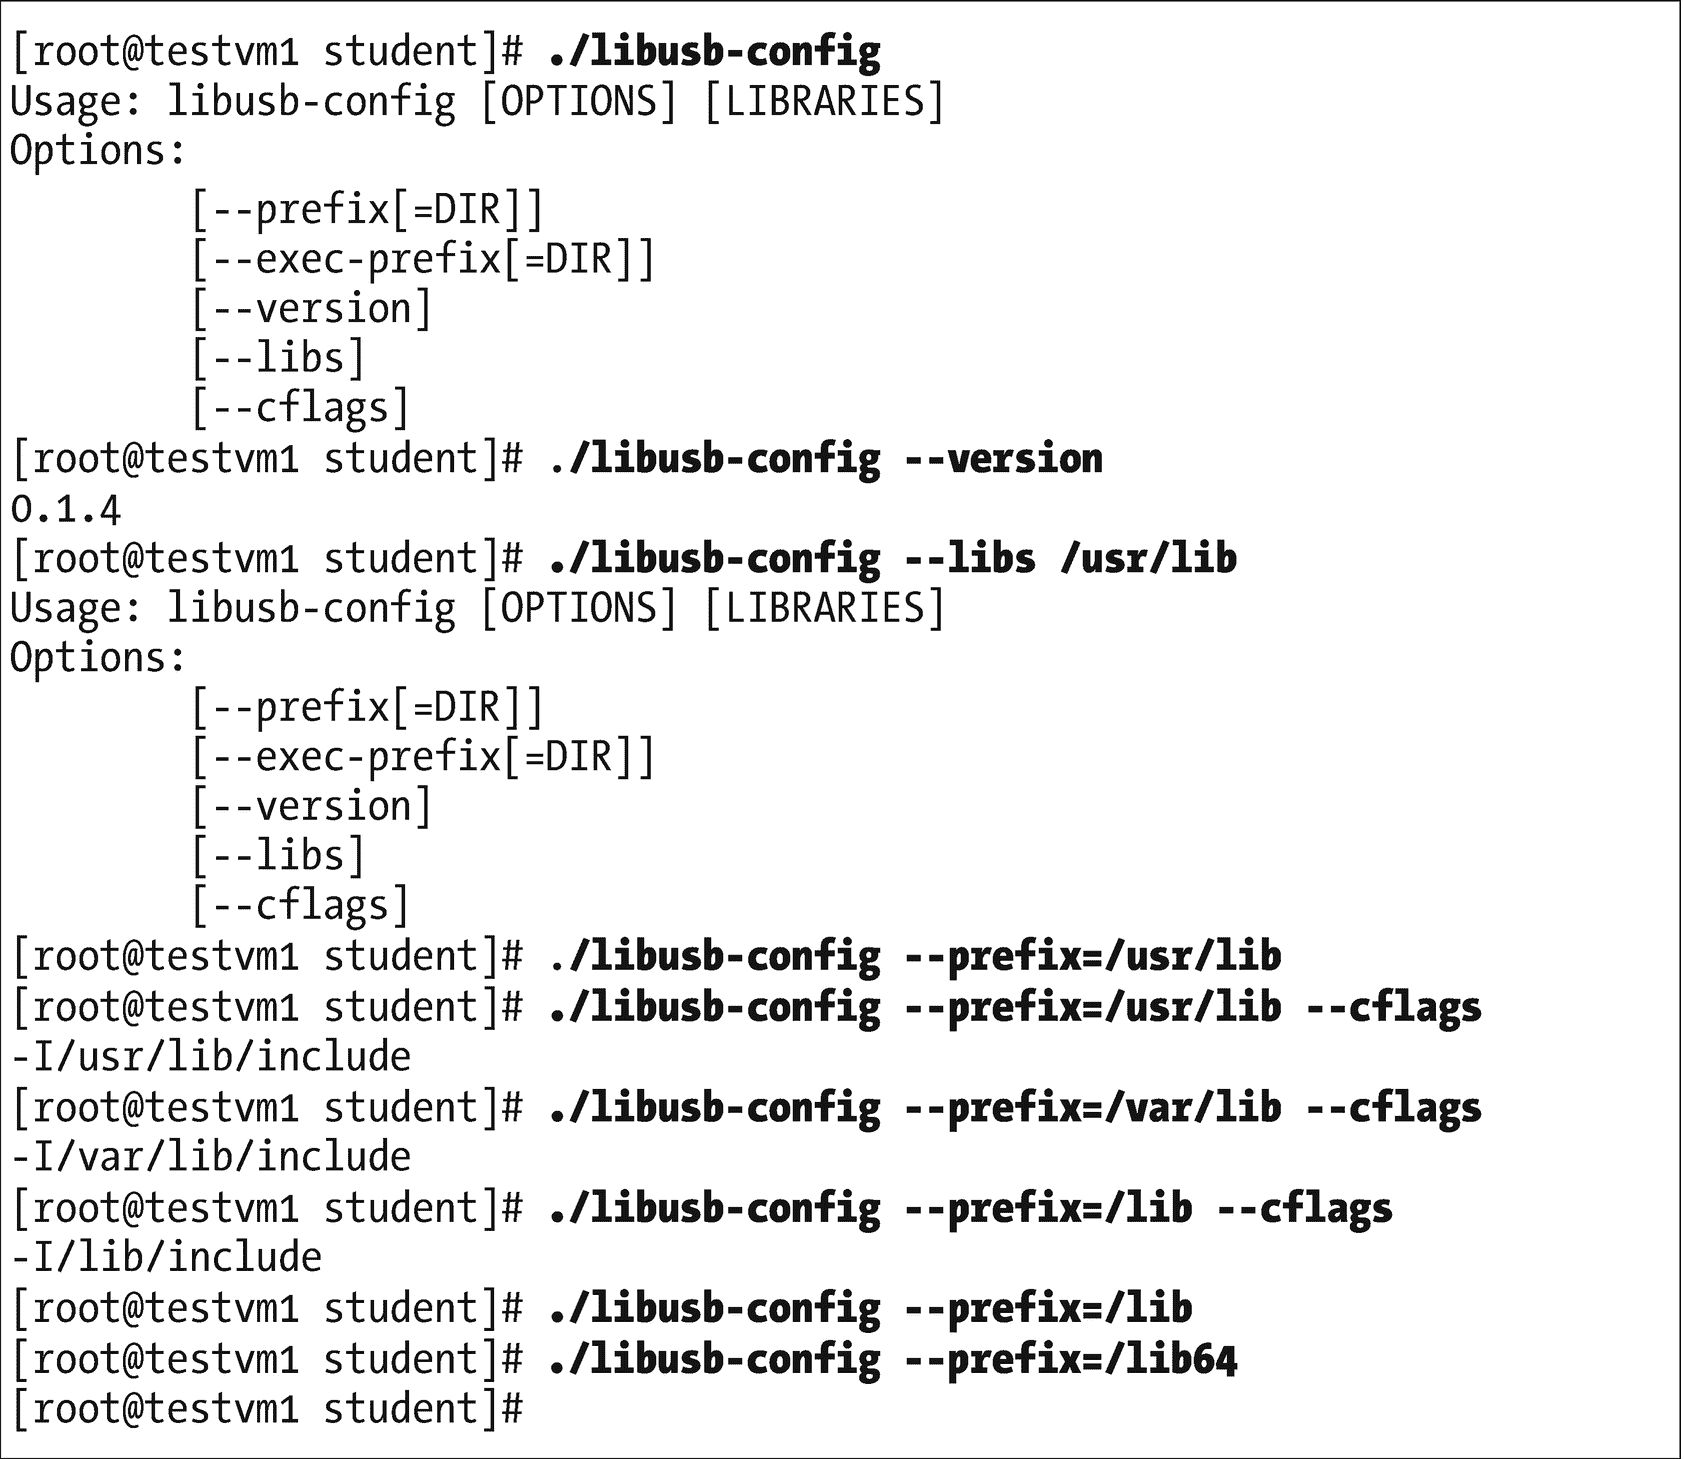 [root@testvm1 student]# ./libusb-config
Usage: libusb-config [OPTIONS] [LIBRARIES]
Options:
        [--prefix[=DIR]]
        [--exec-prefix[=DIR]]
        [--version]
        [--libs]
        [--cflags]
[root@testvm1 student]# ./libusb-config --version
0.1.4
[root@testvm1 student]# ./libusb-config --libs /usr/lib
Usage: libusb-config [OPTIONS] [LIBRARIES]
Options:
        [--prefix[=DIR]]
        [--exec-prefix[=DIR]]
        [--version]
        [--libs]
        [--cflags]
[root@testvm1 student]# ./libusb-config --prefix=/usr/lib
[root@testvm1 student]# ./libusb-config --prefix=/usr/lib --cflags
-I/usr/lib/include
[root@testvm1 student]# ./libusb-config --prefix=/var/lib --cflags
-I/var/lib/include
[root@testvm1 student]# ./libusb-config --prefix=/lib --cflags
-I/lib/include
[root@testvm1 student]# ./libusb-config --prefix=/lib
[root@testvm1 student]# ./libusb-config --prefix=/lib64
[root@testvm1 student]#